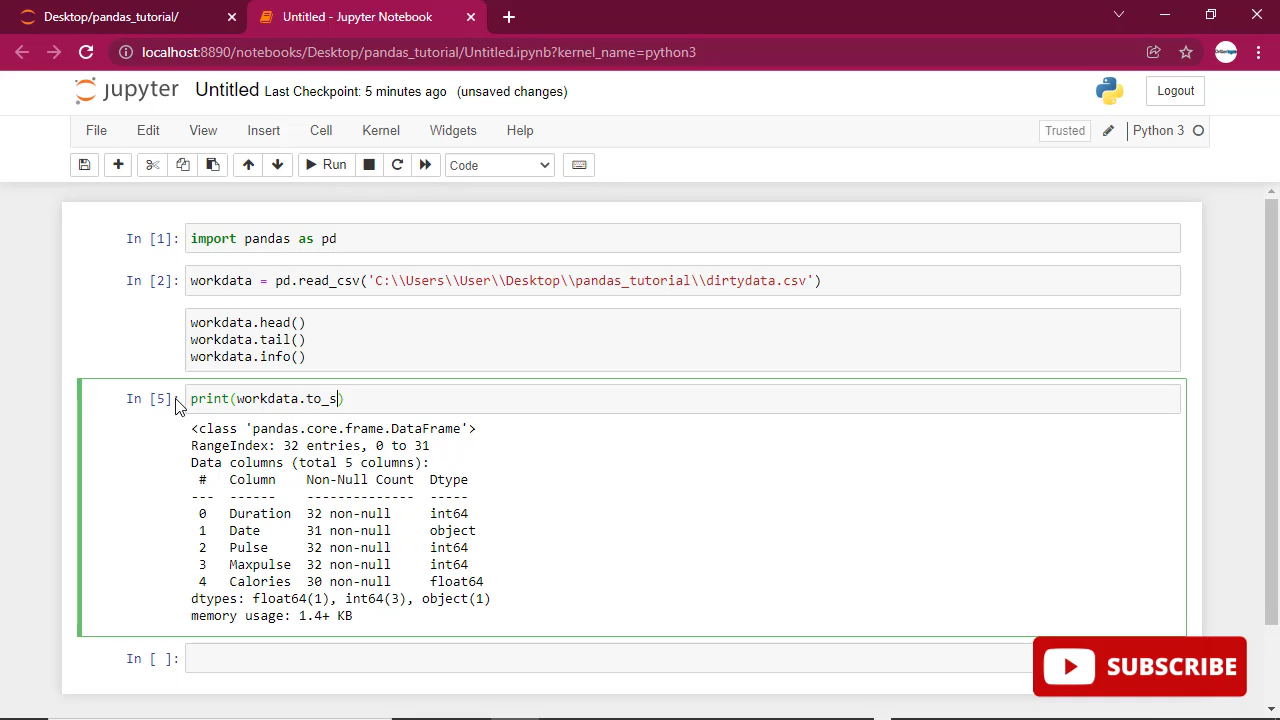 Desktop/pandas_tutorial/
Untitled - Jupyter Notebook
localhost:8890/notebooks/Desktop/pandas_tutorial/Untitled.ipynb?kernel_name=python3
jupyter Untitled Last Checkpoint: 5 minutes ago (unsaved changes)
Logout
File Edit View Insert Cell Kernel Widgets Help
Trusted
Python 3
Run
Code
In [1]: import pandas as pd
In [2]: workdata = pd.read_csv('C:\\Users\\User\\Desktop\\pandas_tutorial\\dirtydata.csv')
workdata.head()
workdata.tail()
workdata.info()
In [5]: print(workdata.to_s)
<class 'pandas.core.frame.DataFrame'>
RangeIndex: 32 entries, 0 to 31
Data columns (total 5 columns):
# Column Non-Null Count Dtype
--- ------ -------------- -----
0 Duration 32 non-null int64
1 Date 31 non-null object
2 Pulse 32 non-null int64
3 Maxpulse 32 non-null int64
4 Calories 30 non-null float64
dtypes: float64(1), int64(3), object(1)
memory usage: 1.4+ KB
In [ ]:
SUBSCRIBE